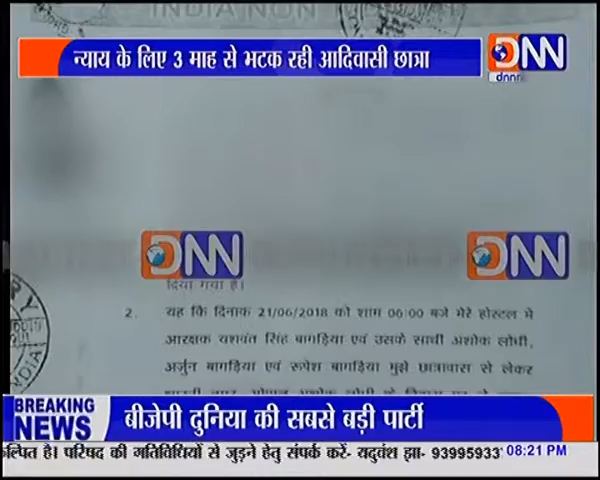 INDIA NON
न्याय के लिए 3 माह से भटक रही आदिवासी छात्रा
DNN
DNN
DNN
दिया गया है।
2. यह कि दिनाक 21/06/2018 को शाम 06:00 बजे मेरे होस्टल मे
आरक्षक यशवंत सिंह बागड़िया एवं उसके साथी अशोक लोधी,
अर्जुन बागड़िया एवं रूपेश बागड़िया मुझे छात्रावास से लेकर
BREAKING NEWS
बीजेपी दुनिया की सबसे बड़ी पार्टी
ल्पित है। परिषद की गतिविधियों से जुड़ने हेतु संपर्क करें- यदुवंश झा- 93995933
08:21 PM